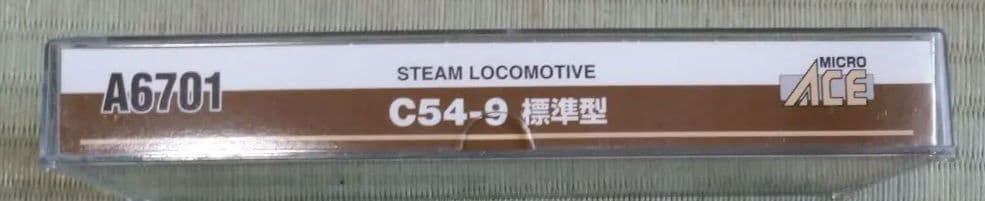 A6701
STEAM LOCOMOTIVE
C54-9 標準型
MICRO
ACE